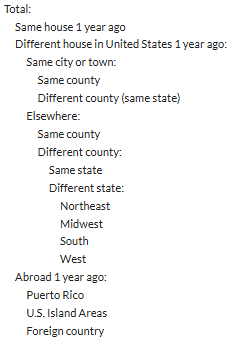 Total:
Same house 1 year ago
Different house in United States 1 year ago:
Same city or town:
Same county
Different county (same state)
Elsewhere:
Same county
Different county:
Same state
Different state:
Northeast
Midwest
South
West
Abroad 1 year ago:
Puerto Rico
U.S. Island Areas
Foreign country